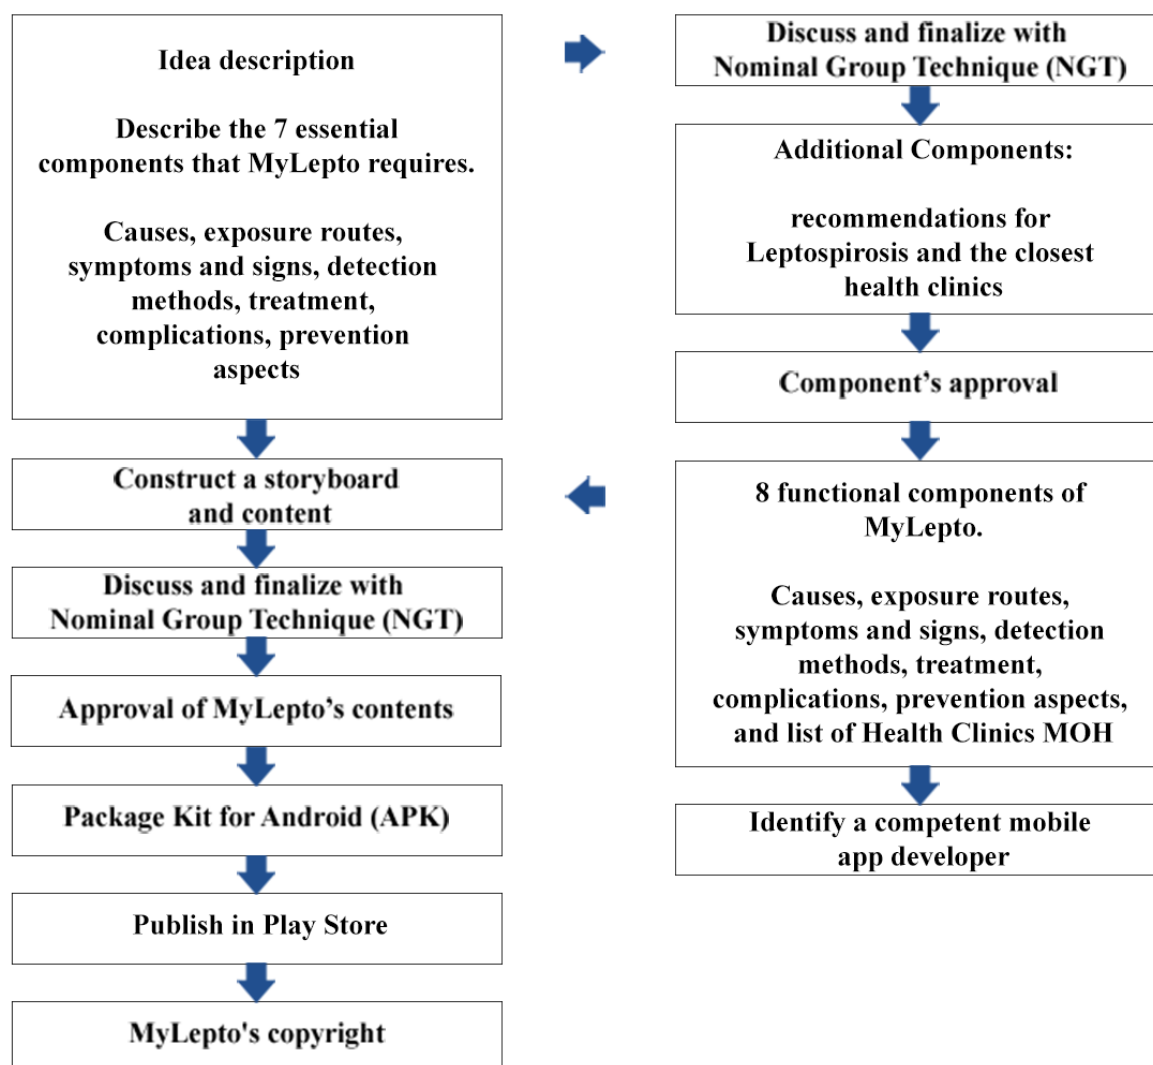 Idea description
Describe the 7 essential
components that MyLepto requires.
Causes, exposure routes,
symptoms and signs, detection
methods, treatment,
complications, prevention
aspects
Construct a storyboard
and content
Discuss and finalize with
Nominal Group Technique (NGT)
Approval of MyLepto’s contents
Package Kit for Android (APK)
Publish in Play Store
MyLepto's copyright
Discuss and finalize with
Nominal Group Technique (NGT)
Additional Components:
recommendations for
Leptospirosis and the closest
health clinics
Component’s approval
8 functional components of
MyLepto.
Causes, exposure routes,
symptoms and signs, detection
methods, treatment,
complications, prevention aspects,
and list of Health Clinics MOH
Identify a competent mobile
app developer